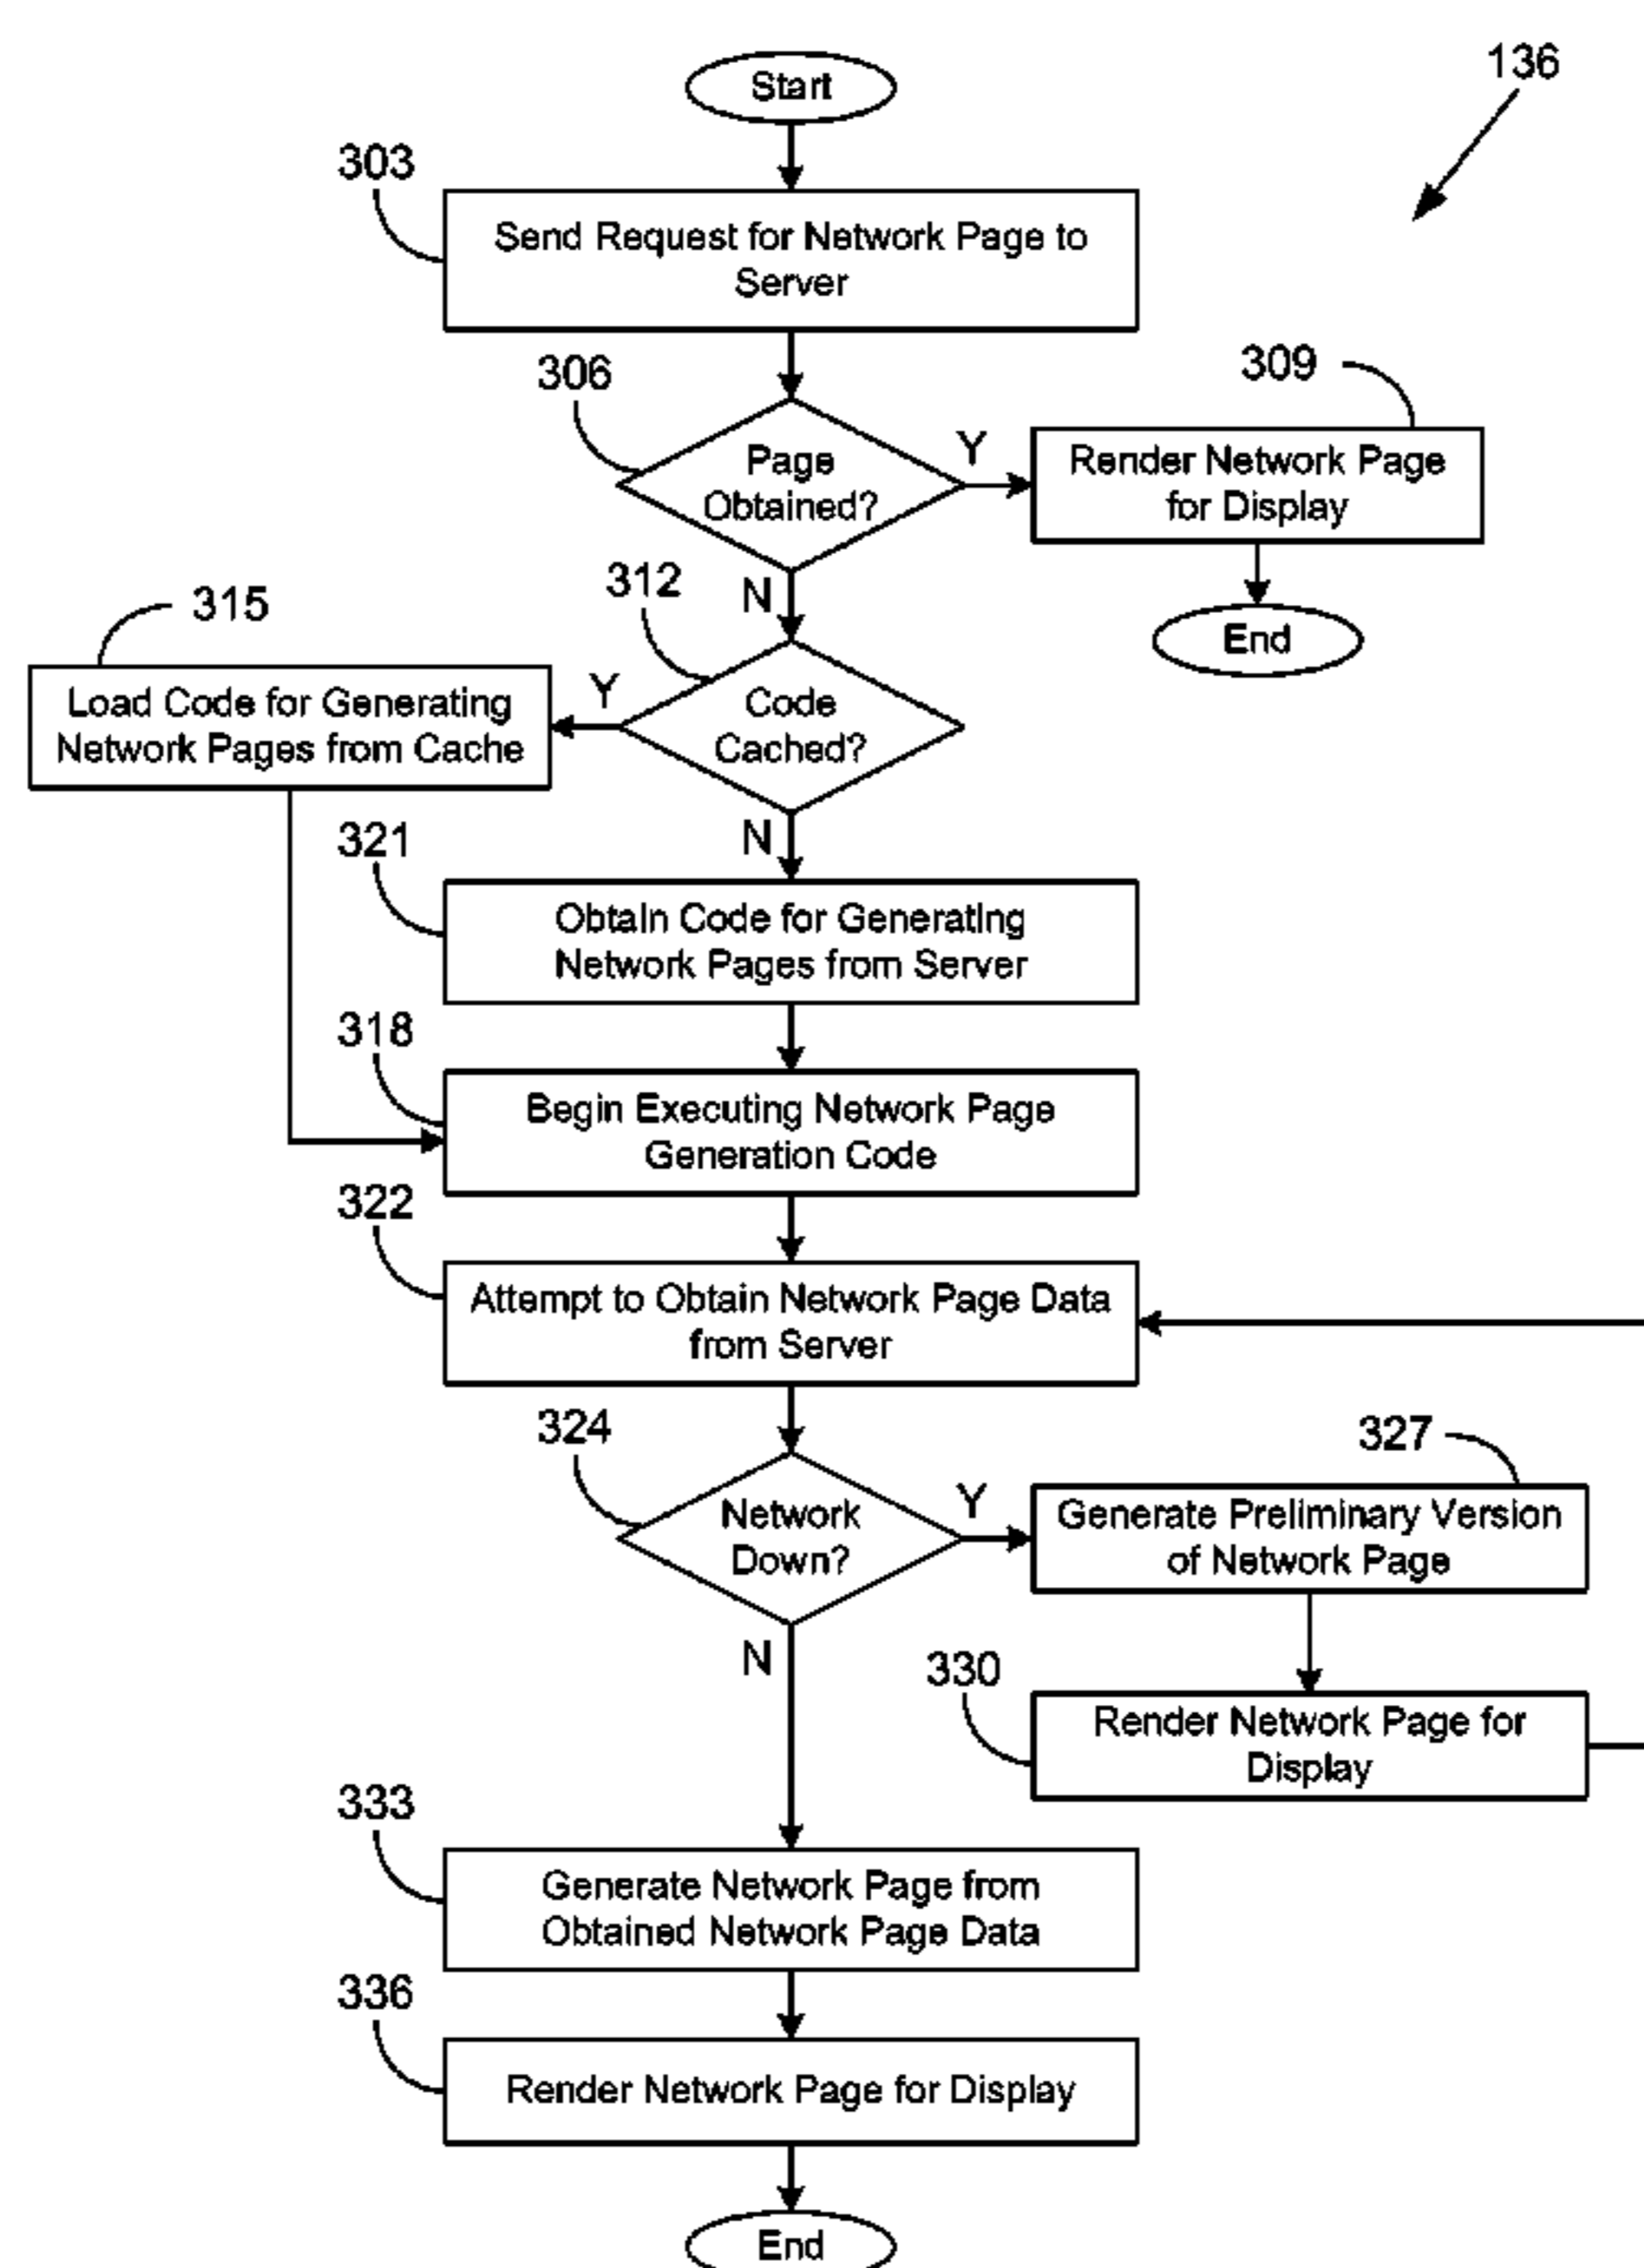 Start
136
303
Send Request for Network Page to
Server
306
309
Page
Obtained?
Y
Render Network Page
for Display
N
End
312
315
Load Code for Generating
Network Pages from Cache
Y
Code
Cached?
N
321
Obtain Code for Generating
Network Pages from Server
318
Begin Executing Network Page
Generation Code
322
Attempt to Obtain Network Page Data
from Server
324
327
Network
Down?
Y
Generate Preliminary Version
of Network Page
N
330
Render Network Page for
Display
333
Generate Network Page from
Obtained Network Page Data
336
Render Network Page for Display
End